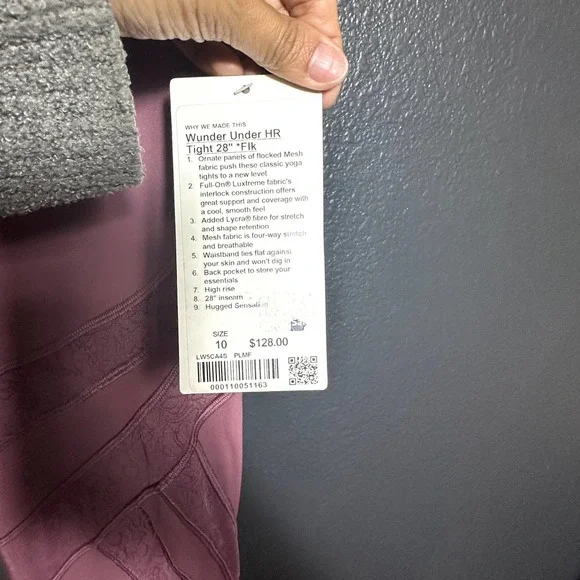 WHY WE MADE THIS
Wunder Under HR
Tight 28" *Flk
1. Ornate panels of flocked Mesh
fabric push these classic yoga
tights to a new level
2. Full-On® Luxtreme fabric's
interlock construction offers
great support and coverage with
a cool, smooth feel
3. Added Lycra® fibre for stretch
and shape retention
4. Mesh fabric is four-way stretch
and breathable
5. Waistband lies flat against
your skin and won't dig in
6. Back pocket to store your
essentials
7. High rise
8. 28" inseam
9. Hugged Sensation
SIZE
10 $128.00
LW5CA4S PLMF
000110051163